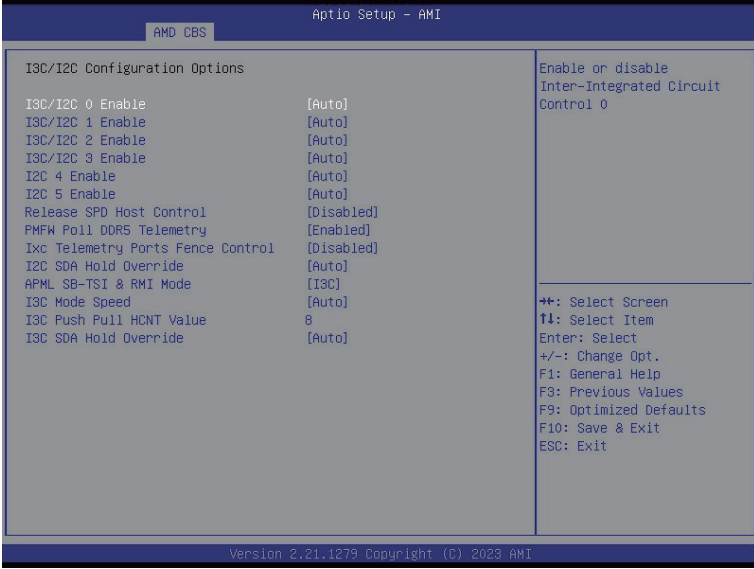 Aptio Setup – AMI
AMD CBS
I3C/I2C Configuration Options
I3C/I2C 0 Enable [Auto]
I3C/I2C 1 Enable [Auto]
I3C/I2C 2 Enable [Auto]
I3C/I2C 3 Enable [Auto]
I2C 4 Enable [Auto]
I2C 5 Enable [Auto]
Release SPD Host Control [Disabled]
PMFW Poll DDR5 Telemetry [Enabled]
Ixc Telemetry Ports Fence Control [Disabled]
I2C SDA Hold Override [Auto]
APML SB-TSI & RMI Mode [I3C]
I3C Mode Speed [Auto]
I3C Push Pull HCNT Value 8
I3C SDA Hold Override [Auto]
Enable or disable
Inter-Integrated Circuit
Control 0
→←: Select Screen
↑↓: Select Item
Enter: Select
+/-: Change Opt.
F1: General Help
F3: Previous Values
F9: Optimized Defaults
F10: Save & Exit
ESC: Exit
Version 2.21.1279 Copyright (C) 2023 AMI